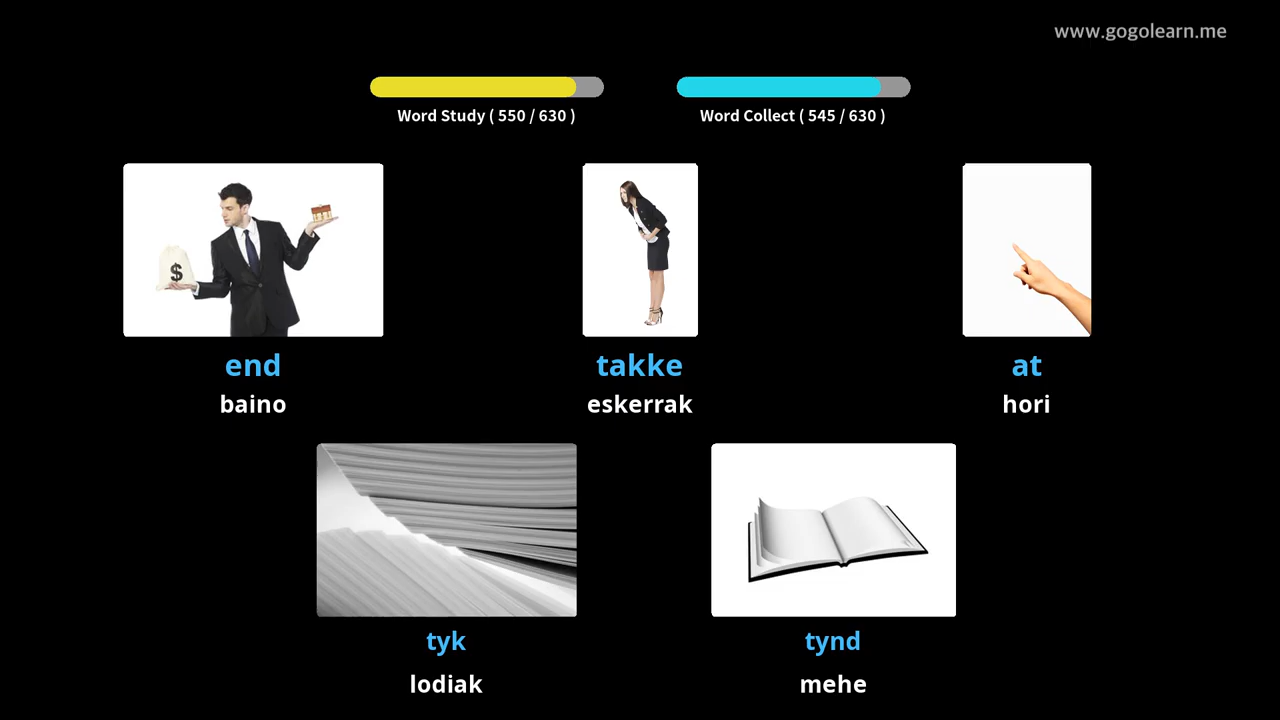 www.gogolearn.me
Word Study ( 550 / 630 )
Word Collect ( 545 / 630 )
$
end
takke
at
baino
eskerrak
hori
tyk
tynd
lodiak
mehe